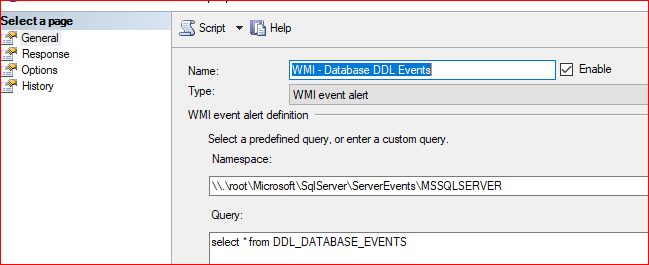 Select a page
General
Response
Options
History
Script Help
Name: WMI - Database DDL Events Enable
Type: WMI event alert
WMI event alert definition
Select a predefined query, or enter a custom query.
Namespace:
\\.\root\Microsoft\SqlServer\ServerEvents\MSSQLSERVER
Query:
select * from DDL_DATABASE_EVENTS